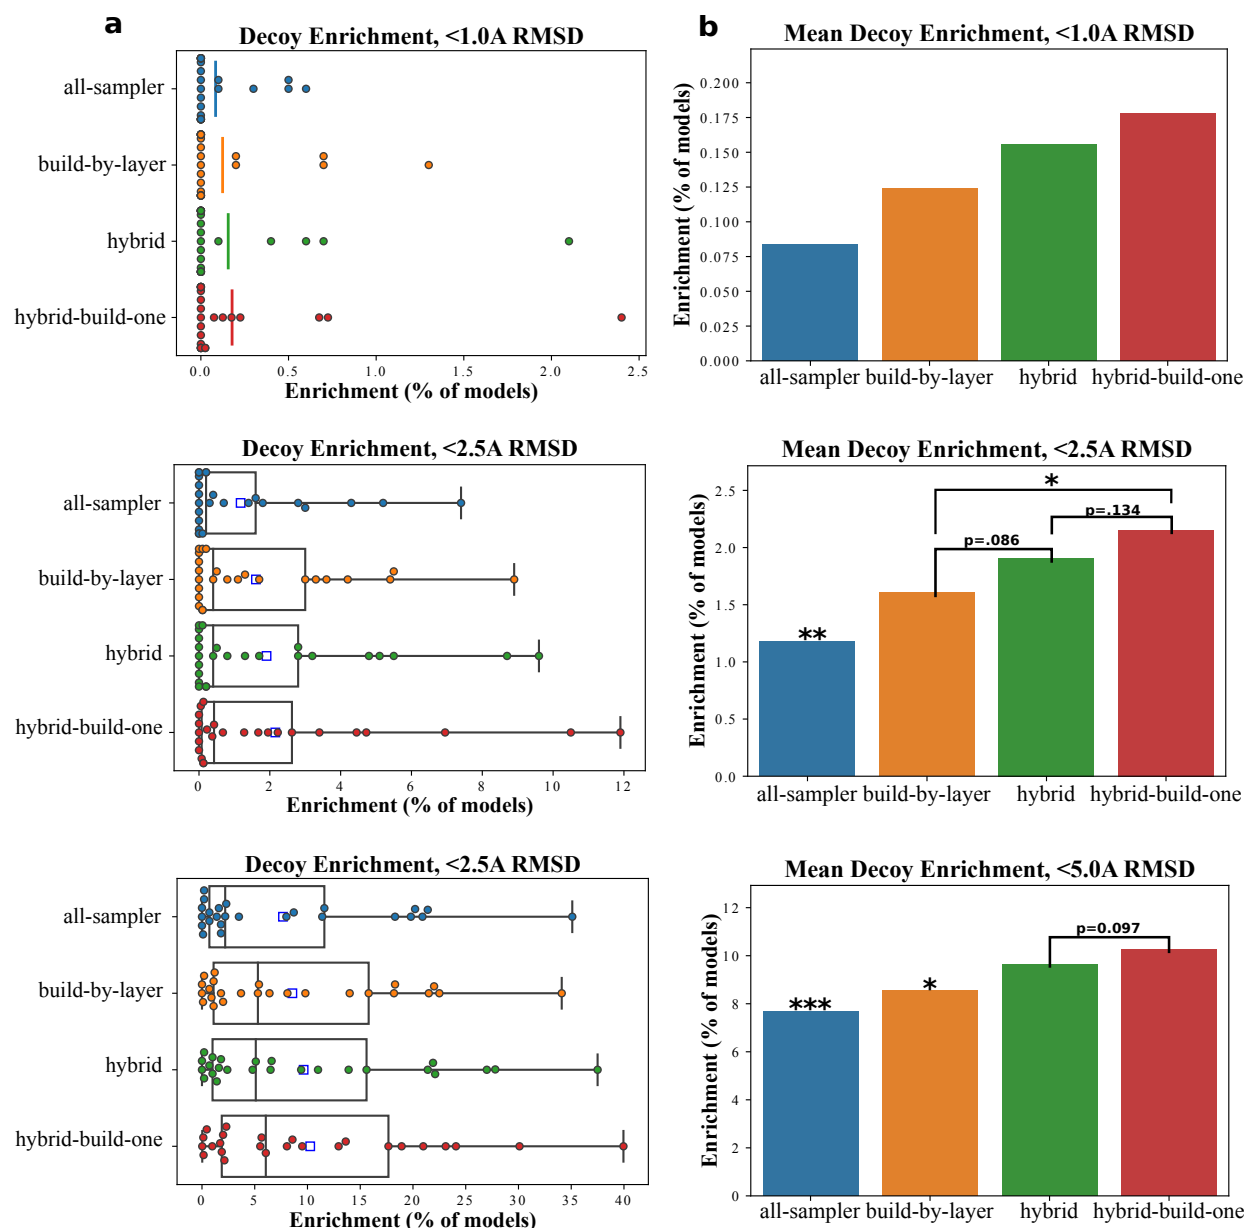 a
Decoy Enrichment, <1.0A RMSD
all-sampler
build-by-layer
hybrid
hybrid-build-one
0.0 0.5 1.0 1.5 2.0 2.5
Enrichment (% of models)
b
Mean Decoy Enrichment, <1.0A RMSD
Enrichment (% of models)
0.200
0.175
0.150
0.125
0.100
0.075
0.050
0.025
0.000
all-sampler build-by-layer hybrid hybrid-build-one
Decoy Enrichment, <2.5A RMSD
all-sampler
build-by-layer
hybrid
hybrid-build-one
0 2 4 6 8 10 12
Enrichment (% of models)
Mean Decoy Enrichment, <2.5A RMSD
Enrichment (% of models)
2.5
2.0
1.5
1.0
0.5
0.0
*
p=.134
p=.086
**
all-sampler build-by-layer hybrid hybrid-build-one
Decoy Enrichment, <2.5A RMSD
all-sampler
build-by-layer
hybrid
hybrid-build-one
0 5 10 15 20 25 30 35 40
Enrichment (% of models)
Mean Decoy Enrichment, <5.0A RMSD
Enrichment (% of models)
12
10
8
6
4
2
0
p=0.097
*
***
all-sampler build-by-layer hybrid hybrid-build-one